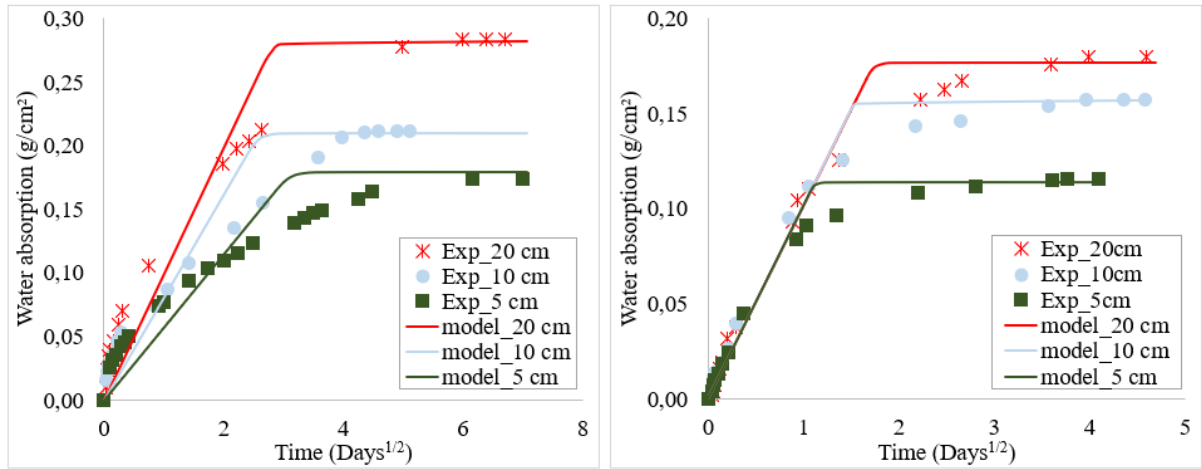 Water absorption (g/cm²)
0,30
0,25
0,20
0,15
0,10
0,05
0,00
0
2
4
6
8
Time (Days1/2)
Exp_20 cm
Exp_10 cm
Exp_5 cm
model_20 cm
model_10 cm
model_5 cm
Water absorption (g/cm²)
0,20
0,15
0,10
0,05
0,00
0
1
2
3
4
5
Time (Days1/2)
Exp_20cm
Exp_10cm
Exp_5cm
model_20 cm
model_10 cm
model_5 cm